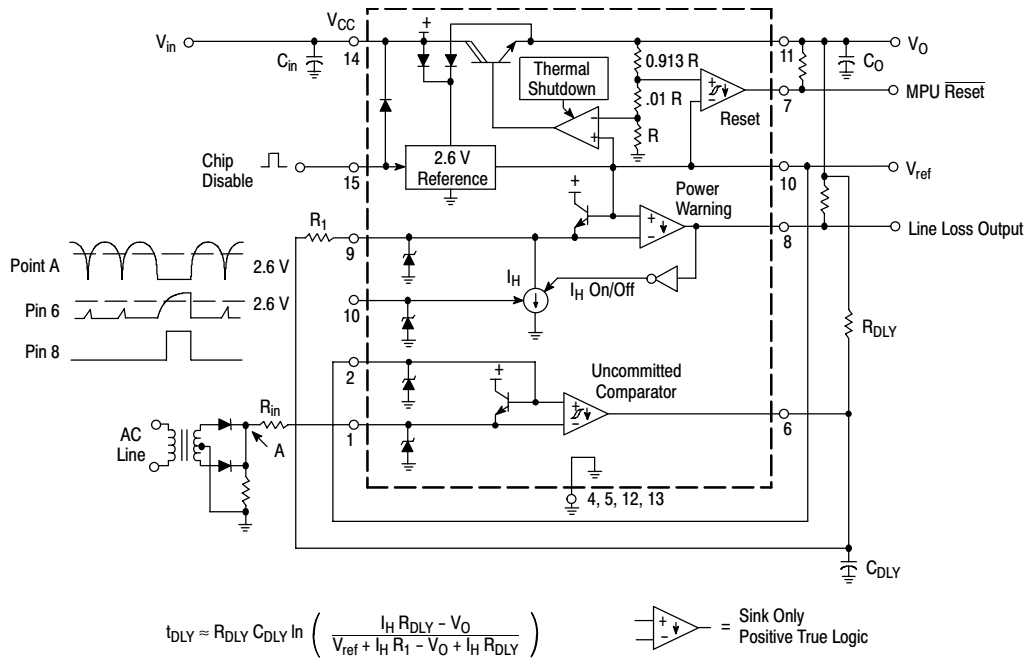 V_in
V_CC
C_in
14
+
Thermal
Shutdown
0.913 R
.01 R
R
Reset
11
V_O
C_O
7
MPU \overline{Reset}
+
−
−
+
Chip
Disable
15
2.6 V
Reference
10
V_ref
Power
Warning
+
+
−
R_1
9
8
Line Loss Output
Point A
2.6 V
Pin 6
2.6 V
Pin 8
I_H
I_H On/Off
10
R_DLY
2
+
Uncommitted
Comparator
+
−
6
AC
Line
R_in
A
1
4, 5, 12, 13
C_DLY
t_DLY ≈ R_DLY C_DLY ln ( I_H R_DLY – V_O / V_ref + I_H R_1 – V_O + I_H R_DLY )
+
−
= Sink Only
Positive True Logic